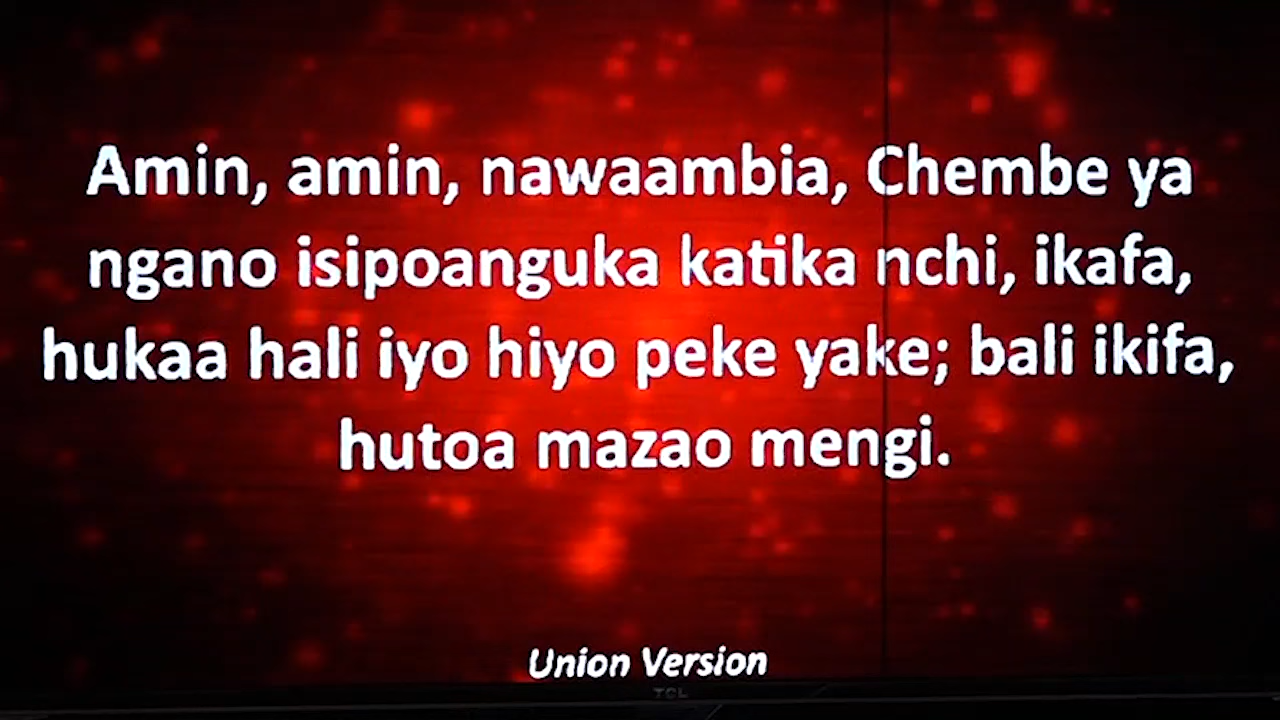 Amin, amin, nawaambia, Chembe ya
ngano isipoanguka katika nchi, ikafa,
hukaa hali iyo hiyo peke yake; bali ikifa,
hutoa mazao mengi.
Union Version
TCL